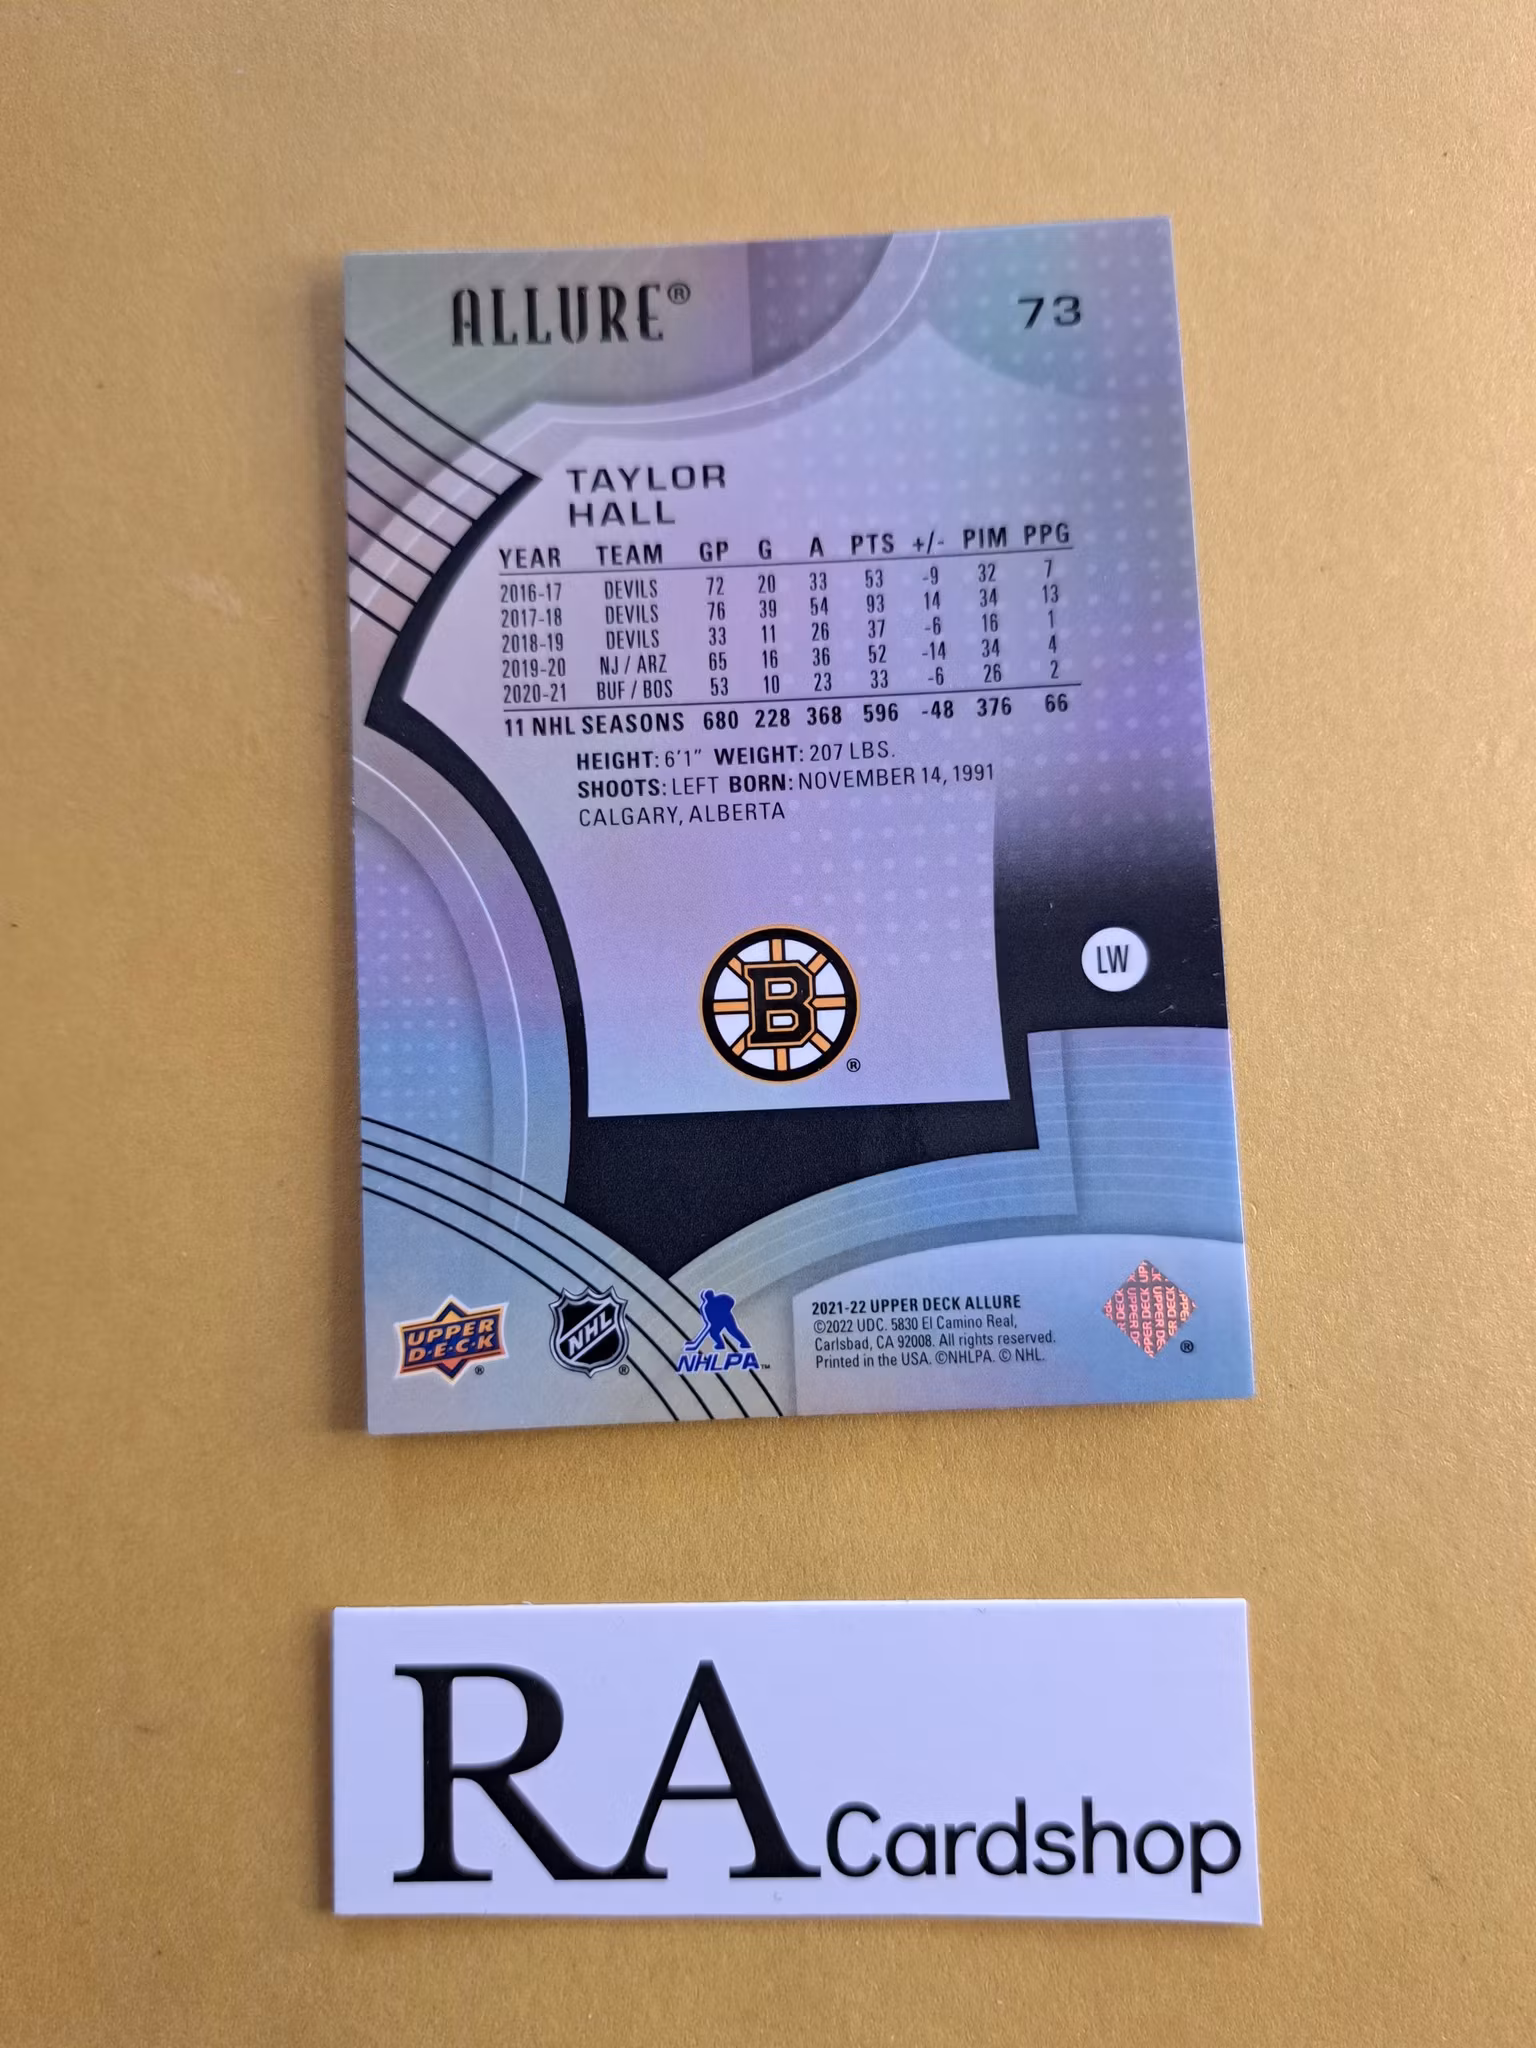 ALLURE®
73
TAYLOR
HALL
YEAR TEAM GP G A PTS +/- PIM PPG
2016-17 DEVILS 72 20 33 53 -9 32 7
2017-18 DEVILS 76 39 54 93 14 34 13
2018-19 DEVILS 33 11 26 37 -6 16 1
2019-20 NJ / ARZ 65 16 36 52 -14 34 4
2020-21 BUF / BOS 53 10 23 33 -6 26 2
11 NHL SEASONS 680 228 368 596 -48 376 66
HEIGHT: 6'1" WEIGHT: 207 LBS.
SHOOTS: LEFT BORN: NOVEMBER 14, 1991
CALGARY, ALBERTA
LW
B
®
UPPER
D·E·C·K
®
NHL
®
NHLPA™
2021-22 UPPER DECK ALLURE
©2022 UDC. 5830 El Camino Real,
Carlsbad, CA 92008. All rights reserved.
Printed in the USA. ©NHLPA. © NHL.
UPPER DECK
®
RA Cardshop